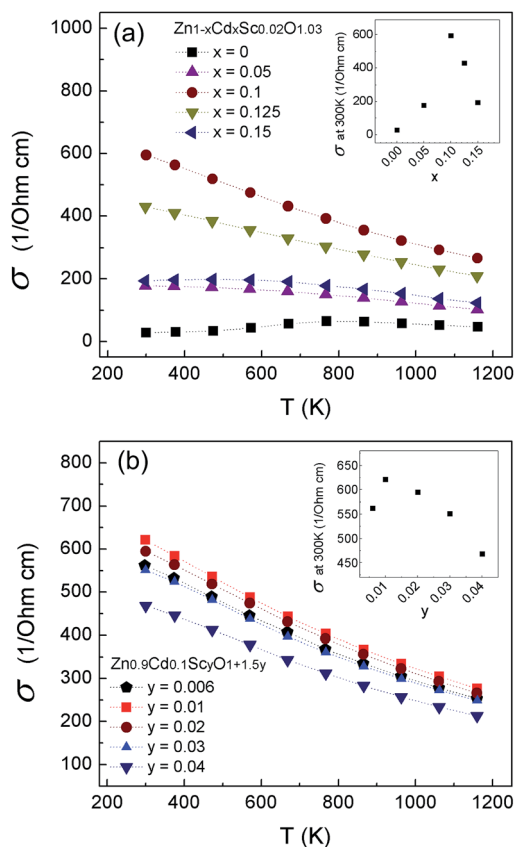 (a)
Zn1-xCdxSc0.02O1.03
x = 0
x = 0.05
x = 0.1
x = 0.125
x = 0.15
1000
800
600
400
200
0
σ (1/Ohm cm)
200 400 600 800 1000 1200
T (K)
600
400
200
0
σ at 300K (1/Ohm cm)
0.00 0.05 0.10 0.15
x
(b)
800
700
600
500
400
300
200
100
σ (1/Ohm cm)
Zn0.9Cd0.1ScyO1+1.5y
y = 0.006
y = 0.01
y = 0.02
y = 0.03
y = 0.04
200 400 600 800 1000 1200
T (K)
650
600
550
500
450
σ at 300K (1/Ohm cm)
0.01 0.02 0.03 0.04
y